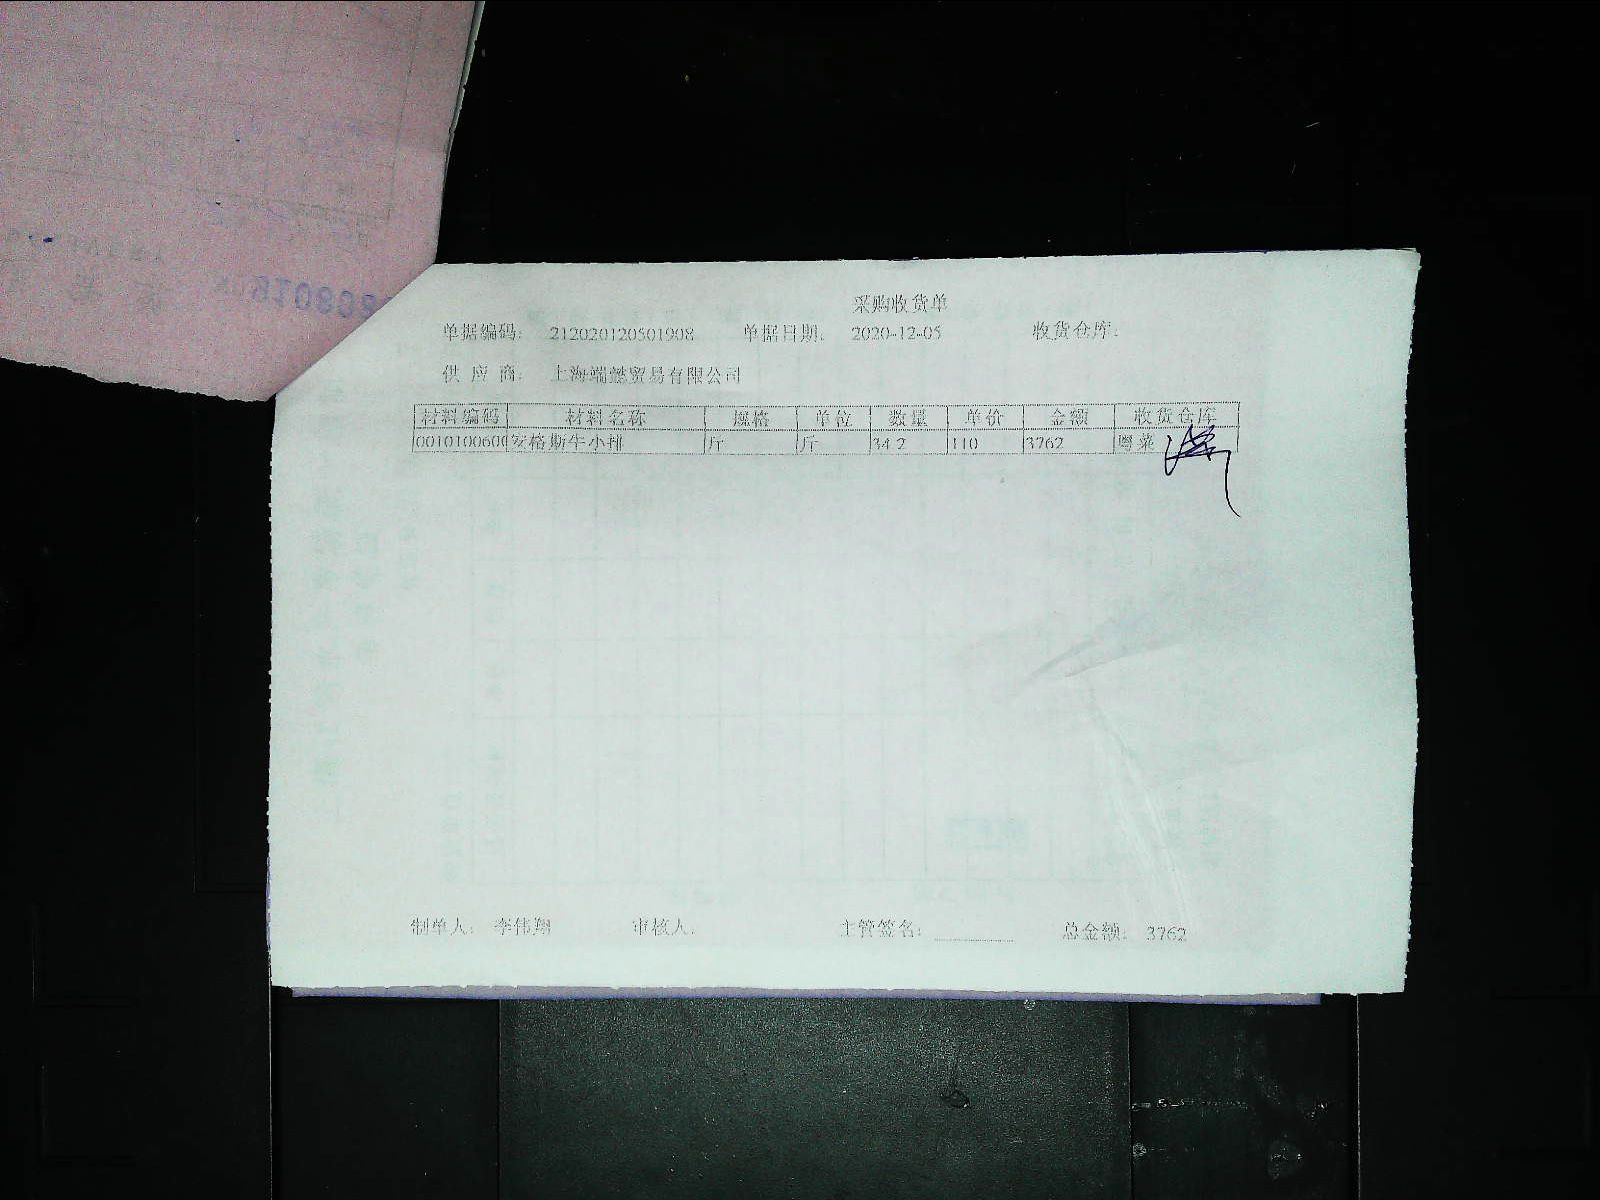 采购收货单
单据编码: 212020120501908 单据日期: 2020-12-05 收货仓库:
供 应 商: 上海端懿贸易有限公司
材料编码 材料名称 规格 单位 数量 单价 金额 收货仓库
0010100600 安格斯牛小排 斤 斤 34.2 110 3762 粤菜
制单人: 李伟翔 审核人: 主管签名: 总金额: 3762